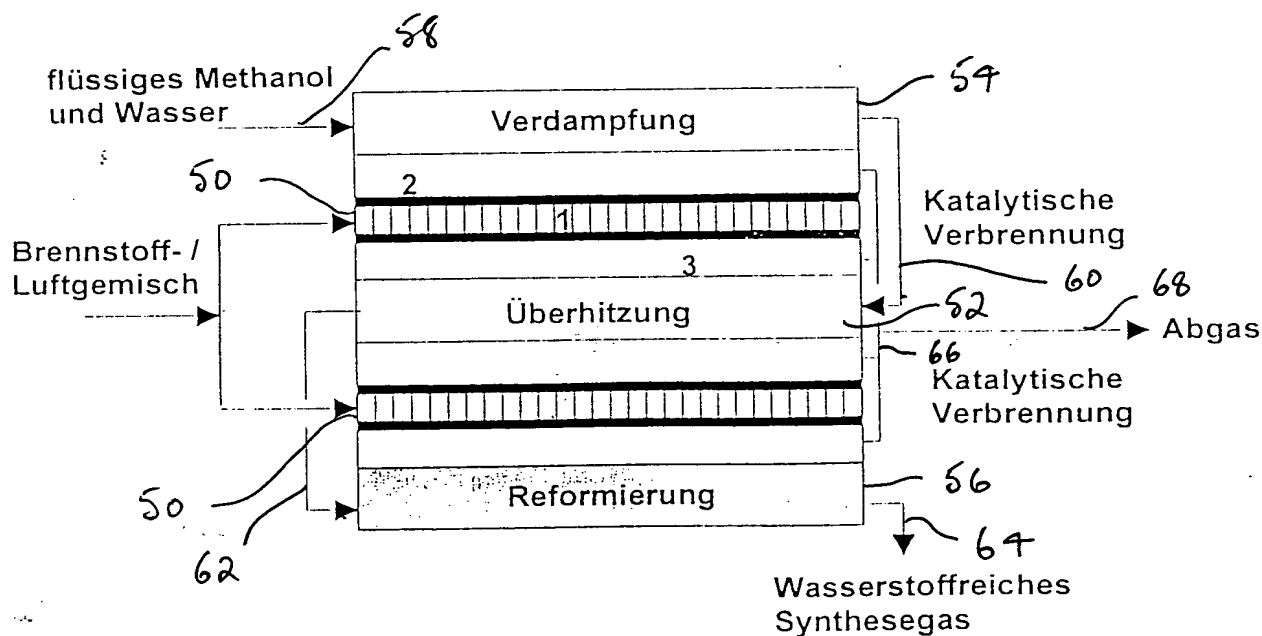 58
flüssiges Methanol
und Wasser
54
Verdampfung
50
2
1
Katalytische
Verbrennung
Brennstoff- /
Luftgemisch
3
60
68
Überhitzung
52
Abgas
66
Katalytische
Verbrennung
50
Reformierung
56
62
64
Wasserstoffreiches
Synthesegas